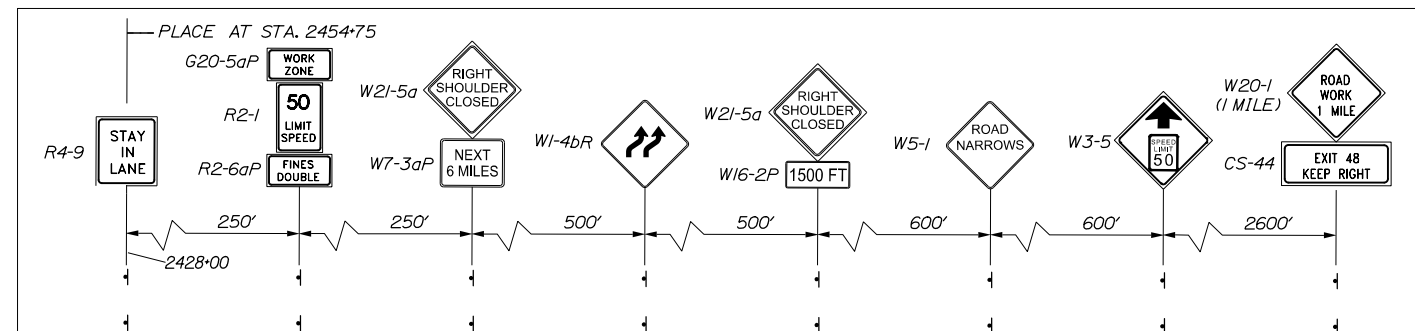 PLACE AT STA. 2454+75
G20-5aP
WORK
ZONE
R2-1
50
LIMIT
SPEED
R2-6aP
FINES
DOUBLE
R4-9
STAY
IN
LANE
W21-5a
RIGHT
SHOULDER
CLOSED
W7-3aP
NEXT
6 MILES
W1-4bR
W21-5a
RIGHT
SHOULDER
CLOSED
W16-2P
1500 FT
W5-1
ROAD
NARROWS
W3-5
SPEED
LIMIT
50
W20-1
(1 MILE)
ROAD
WORK
1 MILE
CS-44
EXIT 48
KEEP RIGHT
250'
250'
500'
500'
600'
600'
2600'
2428+00